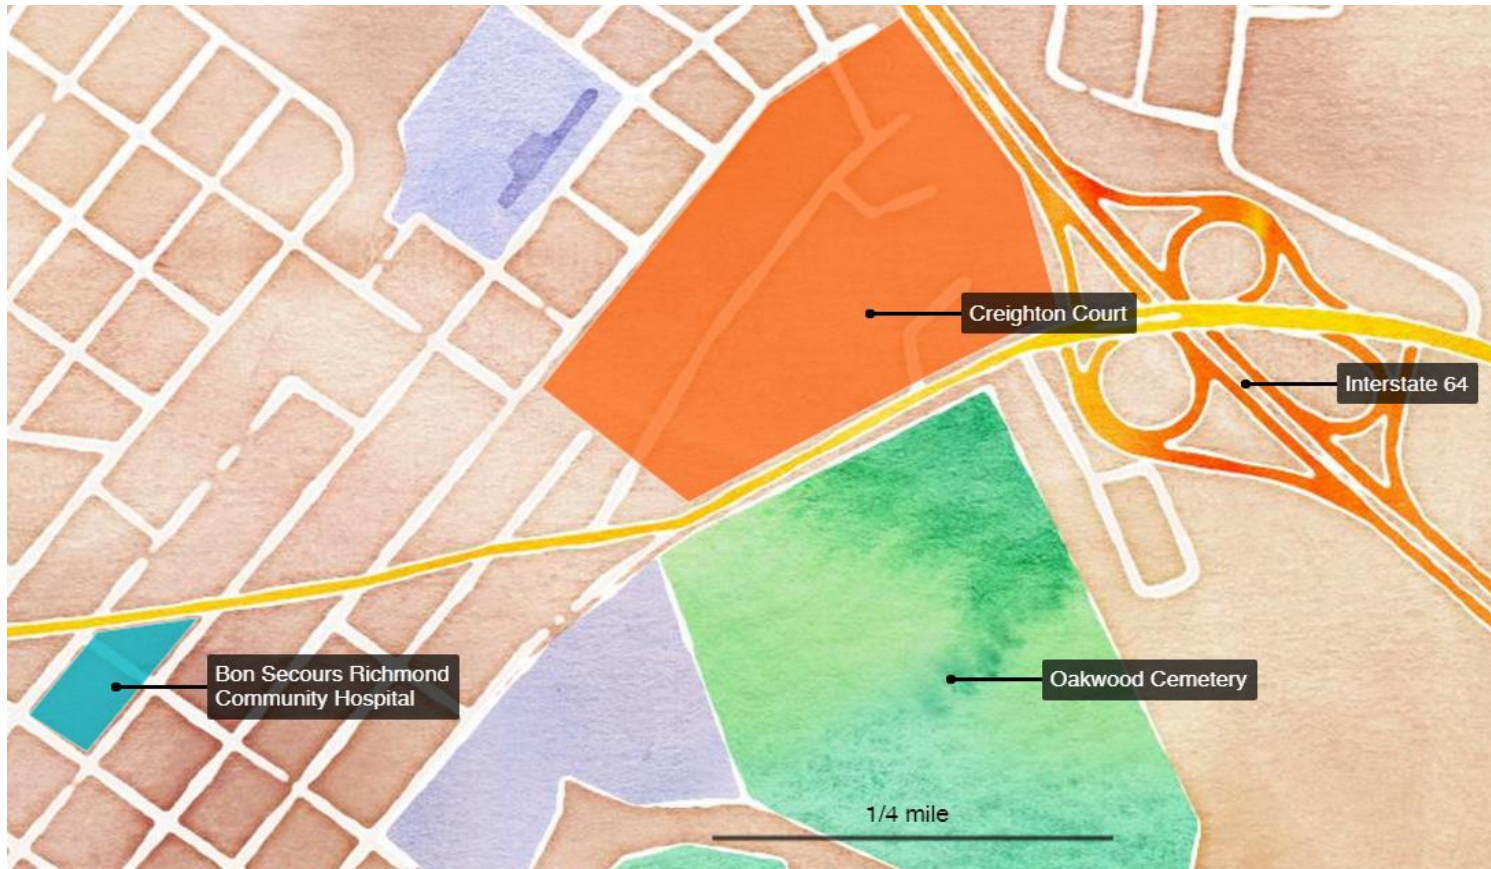 Creighton Court
Interstate 64
Bon Secours Richmond
Community Hospital
Oakwood Cemetery
1/4 mile